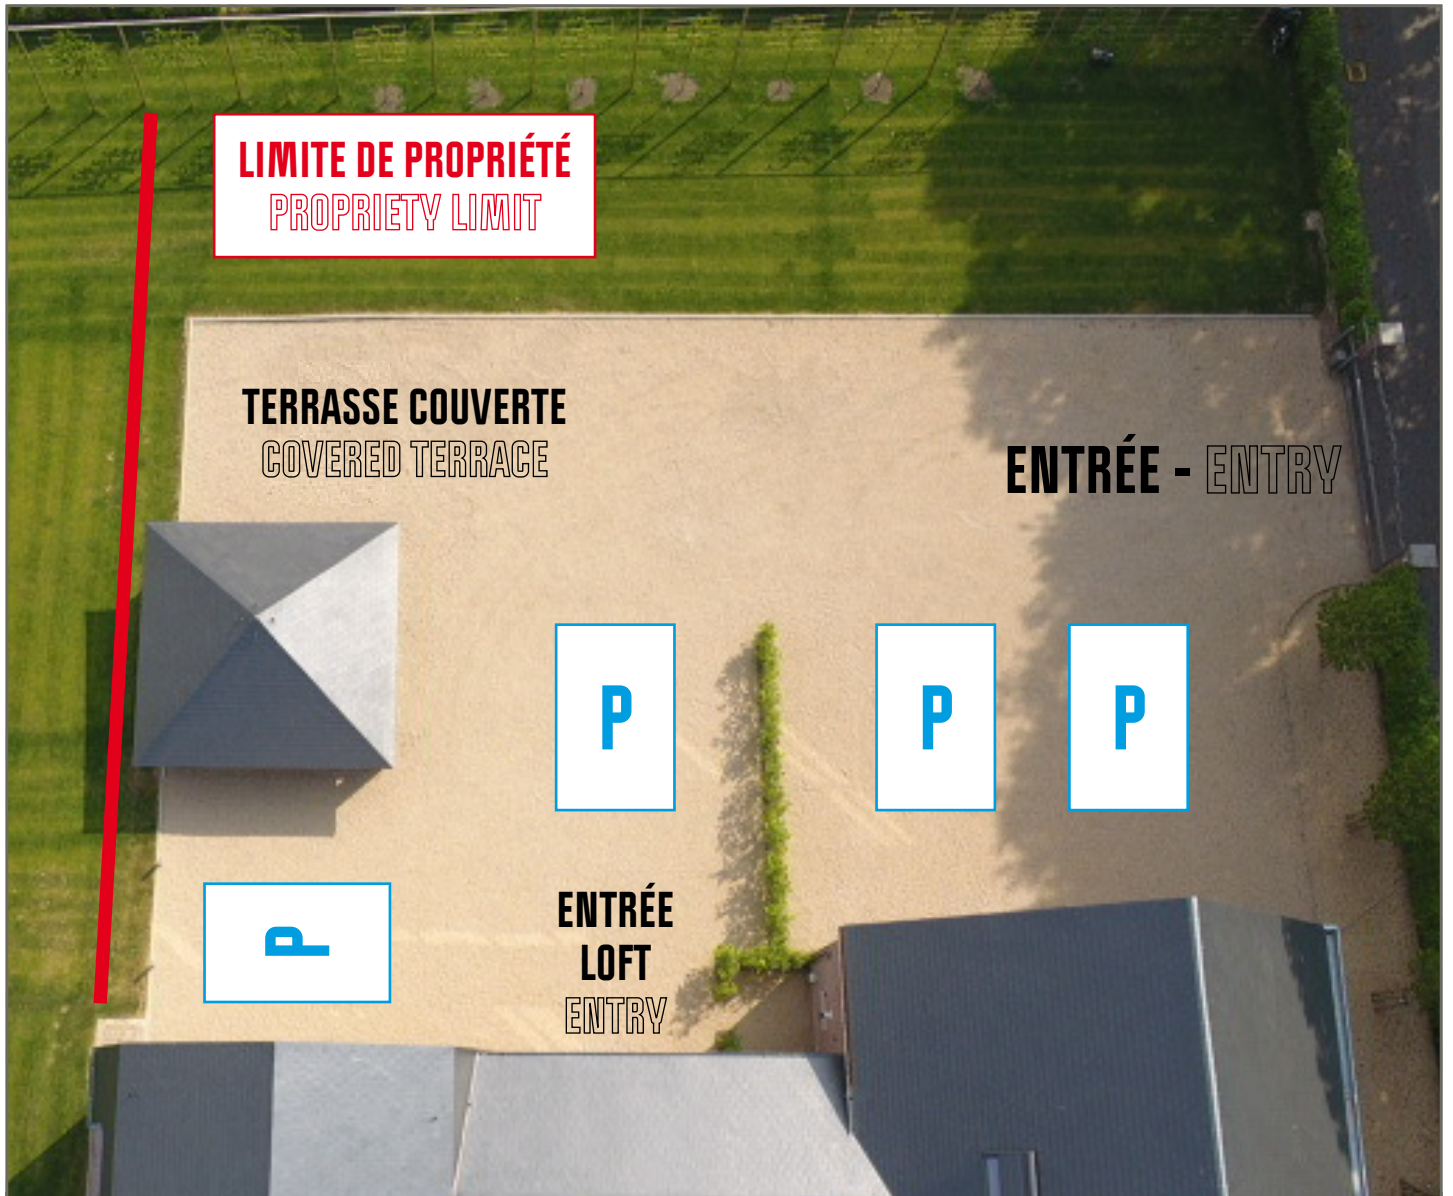 LIMITE DE PROPRIÉTÉ
PROPRIETY LIMIT
TERRASSE COUVERTE
COVERED TERRACE
ENTRÉE - ENTRY
P
P
P
P
ENTRÉE
LOFT
ENTRY